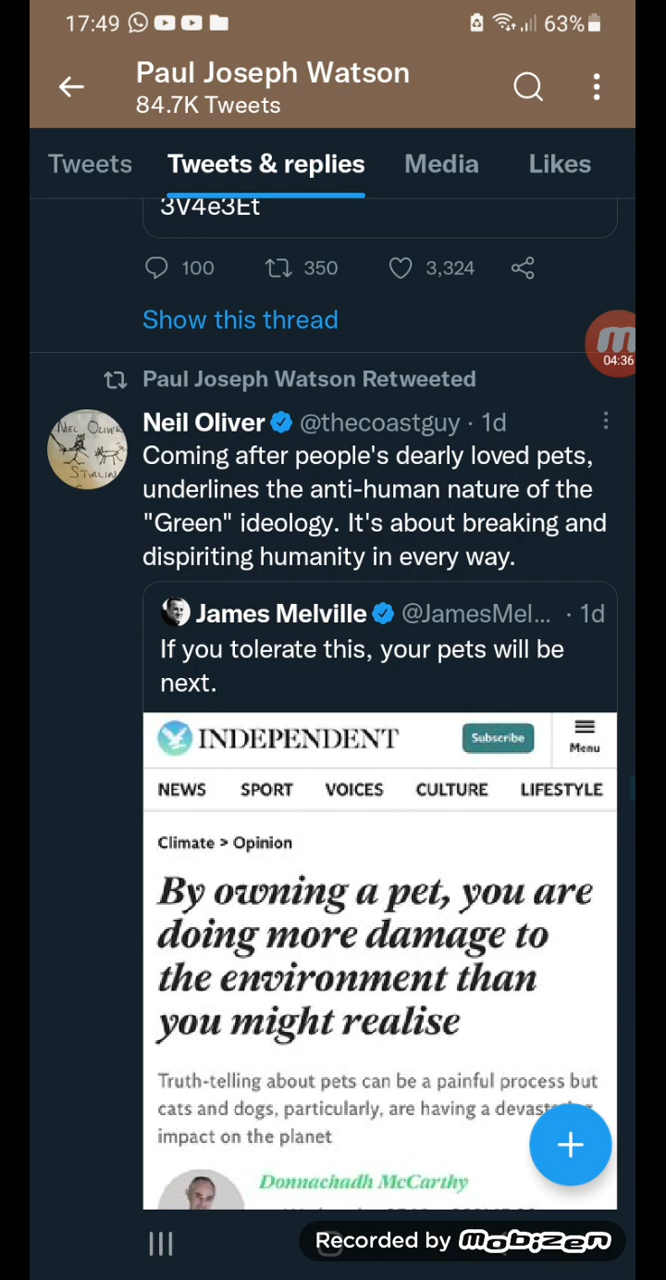 17:49 63%
Paul Joseph Watson
84.7K Tweets
Tweets Tweets & replies Media Likes
3V4e3Et
100 350 3,324
Show this thread
04:36
Paul Joseph Watson Retweeted
Neil Oliver @thecoastguy · 1d
Coming after people's dearly loved pets,
underlines the anti-human nature of the
"Green" ideology. It's about breaking and
dispiriting humanity in every way.
James Melville @JamesMel... · 1d
If you tolerate this, your pets will be
next.
INDEPENDENT Subscribe Menu
NEWS SPORT VOICES CULTURE LIFESTYLE
Climate > Opinion
By owning a pet, you are
doing more damage to
the environment than
you might realise
Truth-telling about pets can be a painful process but
cats and dogs, particularly, are having a
impact on the planet
Donnachadh McCarthy
Recorded by mobizen